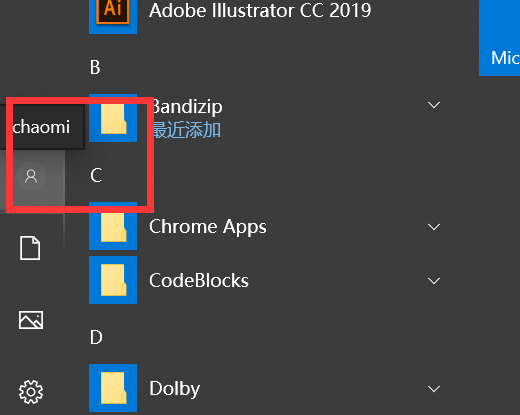 Ai
Adobe Illustrator CC 2019
Mic
B
Bandizip
最近添加
chaomi
C
Chrome Apps
CodeBlocks
D
Dolby